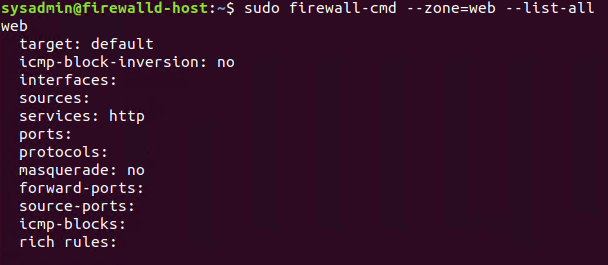 sysadmin@firewalld-host:~$ sudo firewall-cmd --zone=web --list-all
web
  target: default
  icmp-block-inversion: no
  interfaces:
  sources:
  services: http
  ports:
  protocols:
  masquerade: no
  forward-ports:
  source-ports:
  icmp-blocks:
  rich rules: